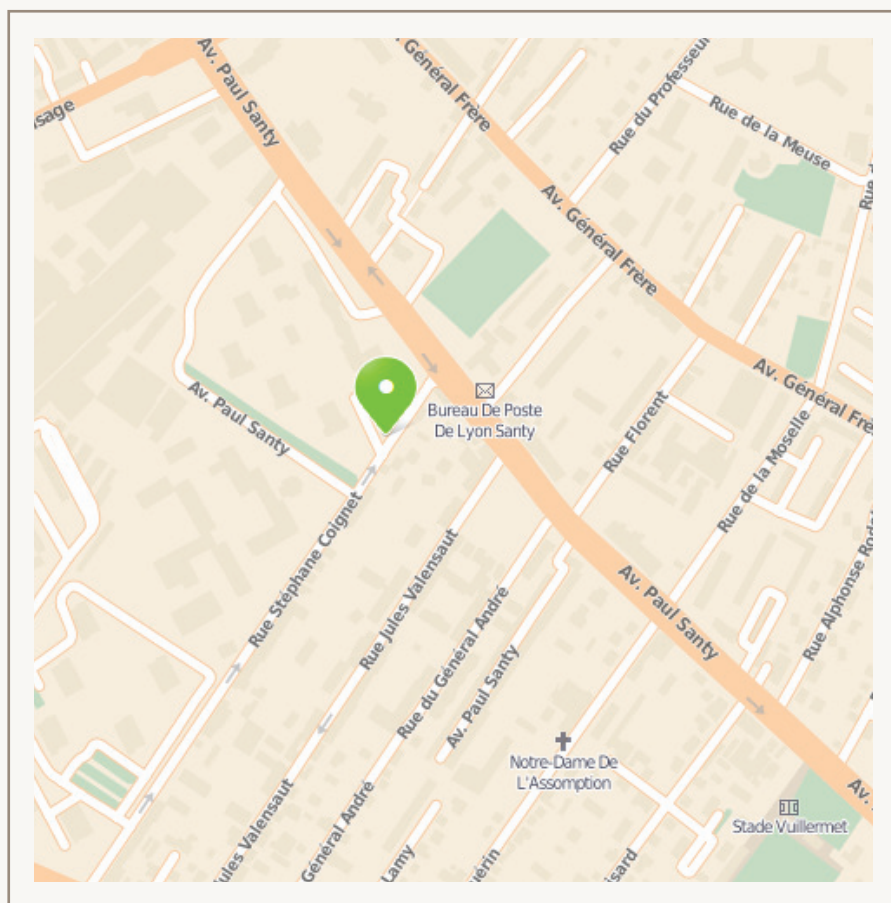 Av. Paul Santy
Av. Général Frère
Rue du Professeur
Rue de la Meuse
Av. Général Frère
Av. Général Frère
Av. Paul Santy
Bureau De Poste
De Lyon Santy
Rue Florent
Rue de la Moselle
Rue Stéphane Coignet
Rue Jules Valensaut
Rue du Général André
Av. Paul Santy
Av. Paul Santy
Rue Alphonse
Notre-Dame De
L'Assomption
Av.
Stade Vuillermet
Jules Valensaut
Général André
Lamy